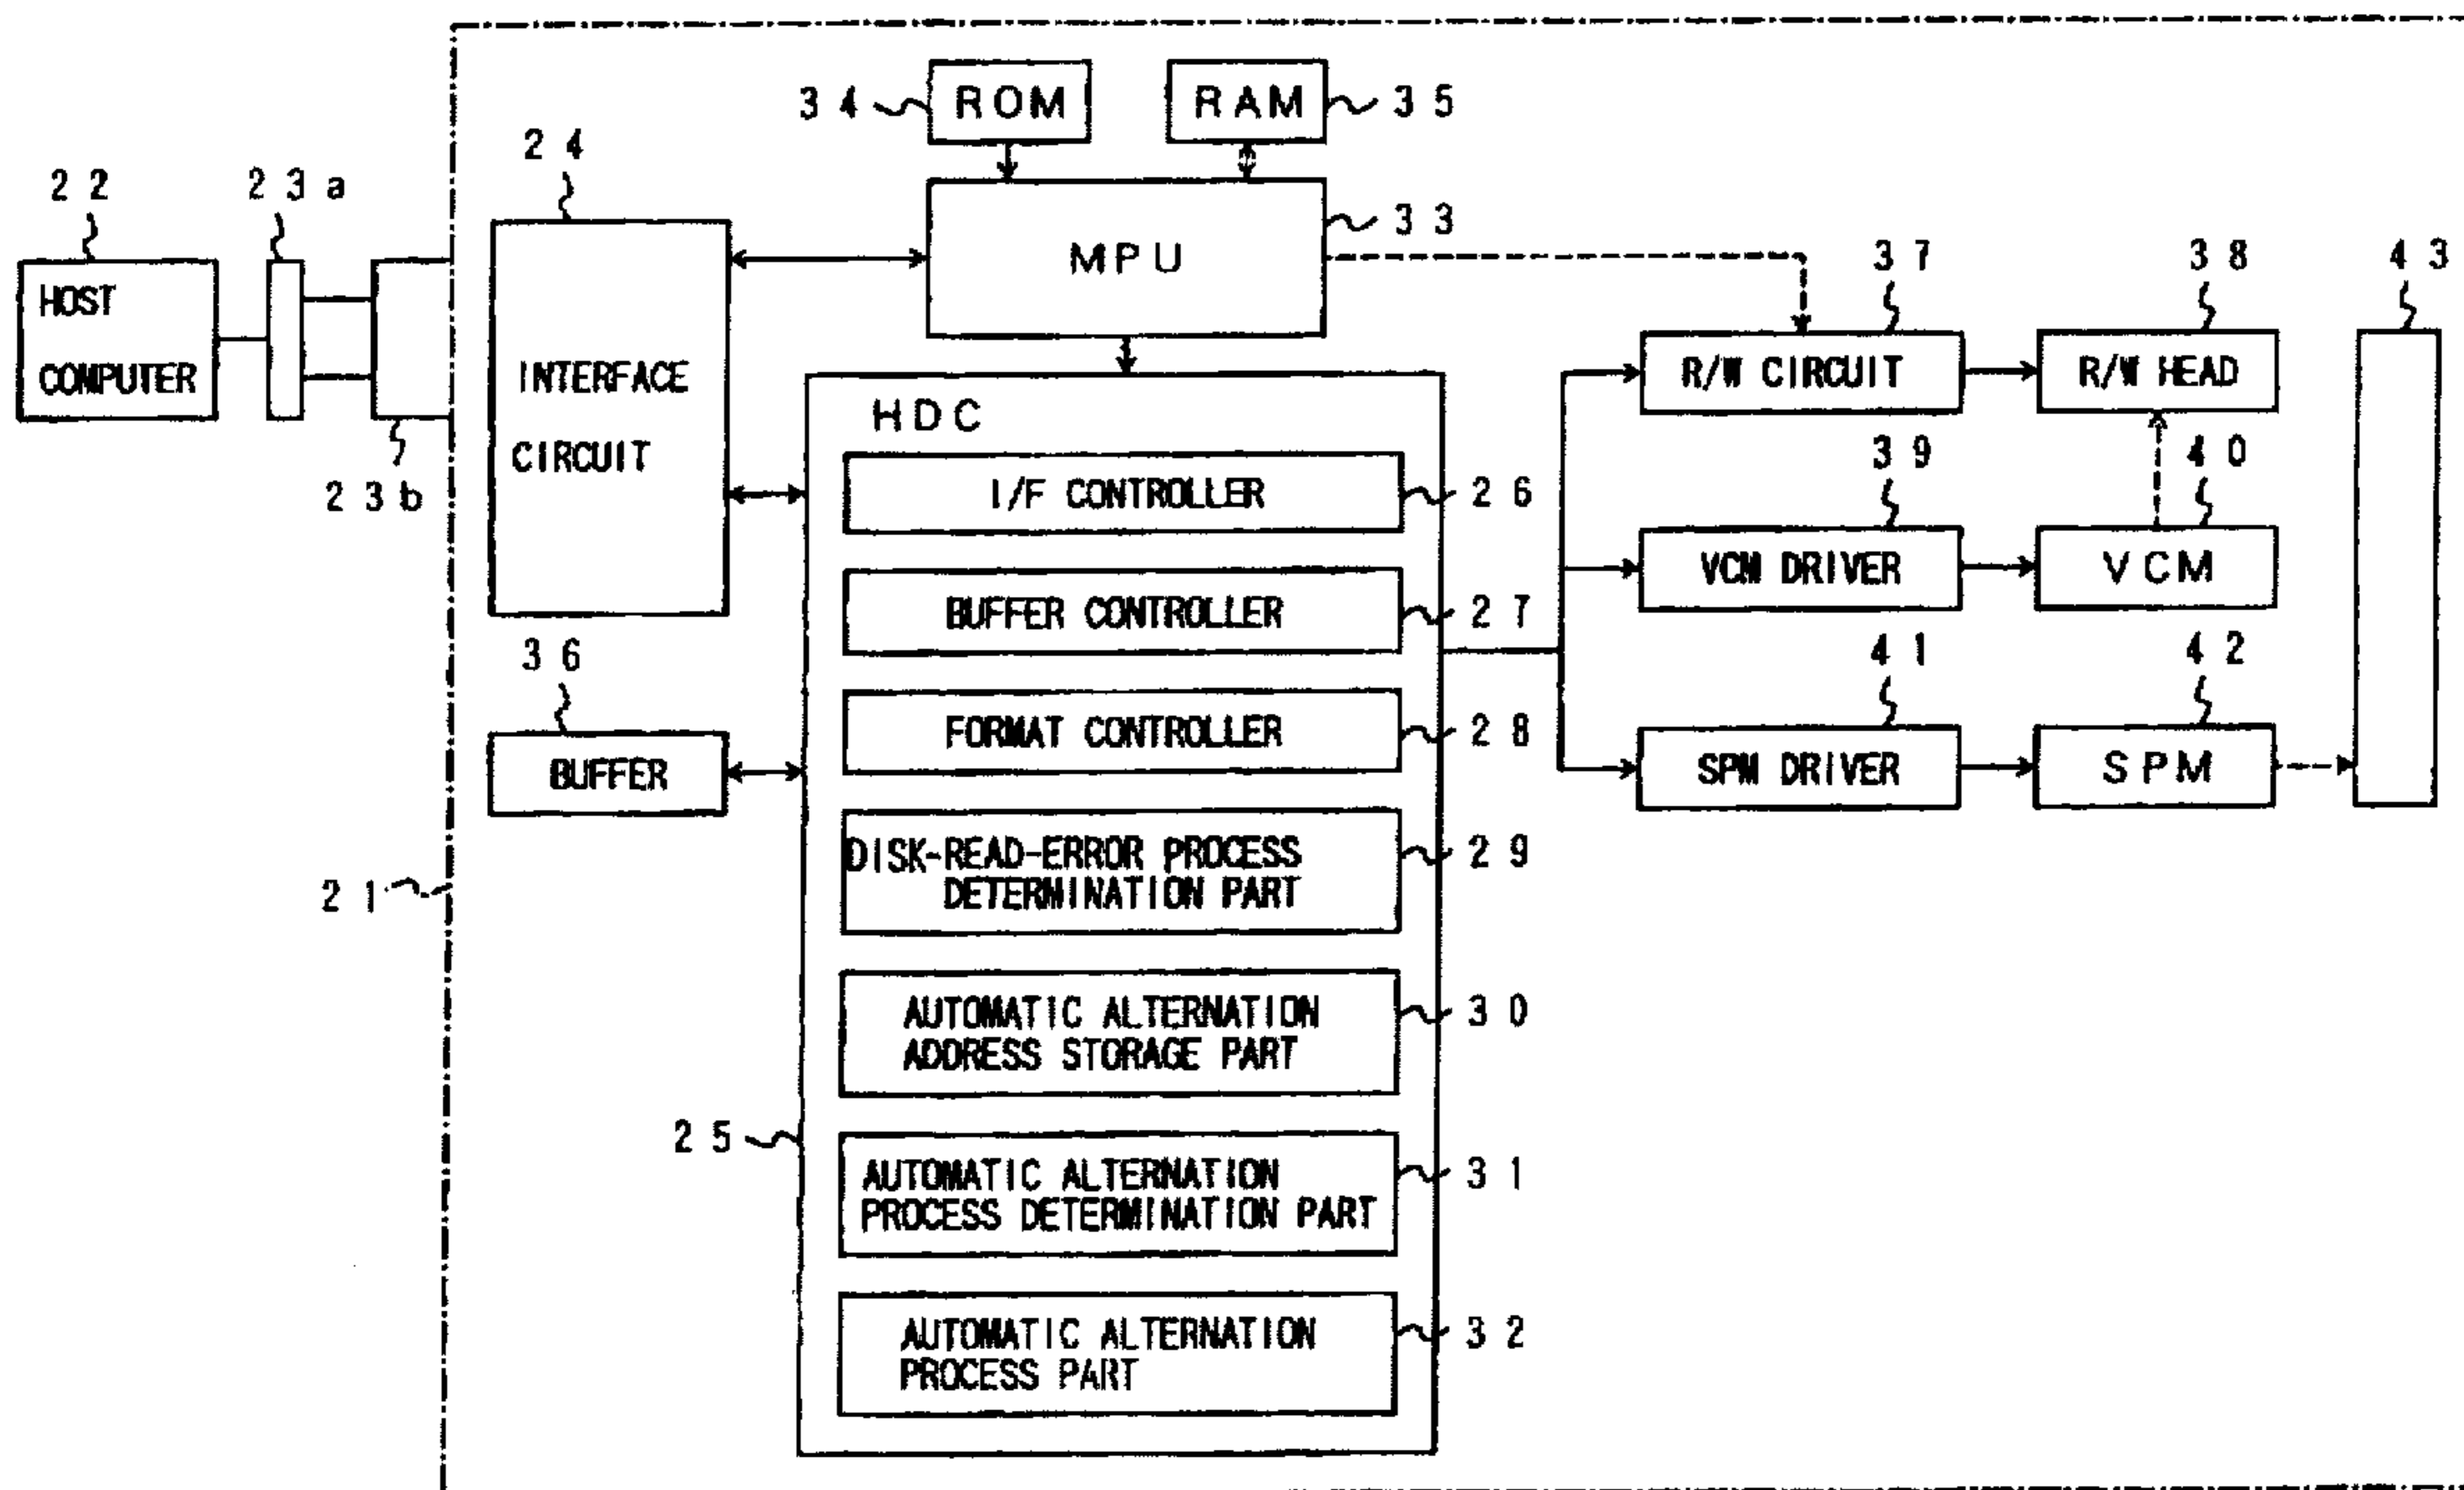 34
ROM
RAM
35
24
22
23a
33
MPU
37
38
43
HOST
COMPUTER
INTERFACE
CIRCUIT
R/W CIRCUIT
R/W HEAD
HDC
23b
39
40
I/F CONTROLLER
26
VCM DRIVER
VCM
BUFFER CONTROLLER
27
36
41
42
FORMAT CONTROLLER
28
BUFFER
SPM DRIVER
SPM
DISK-READ-ERROR PROCESS
DETERMINATION PART
29
21
AUTOMATIC ALTERNATION
ADDRESS STORAGE PART
30
25
AUTOMATIC ALTERNATION
PROCESS DETERMINATION PART
31
AUTOMATIC ALTERNATION
PROCESS PART
32